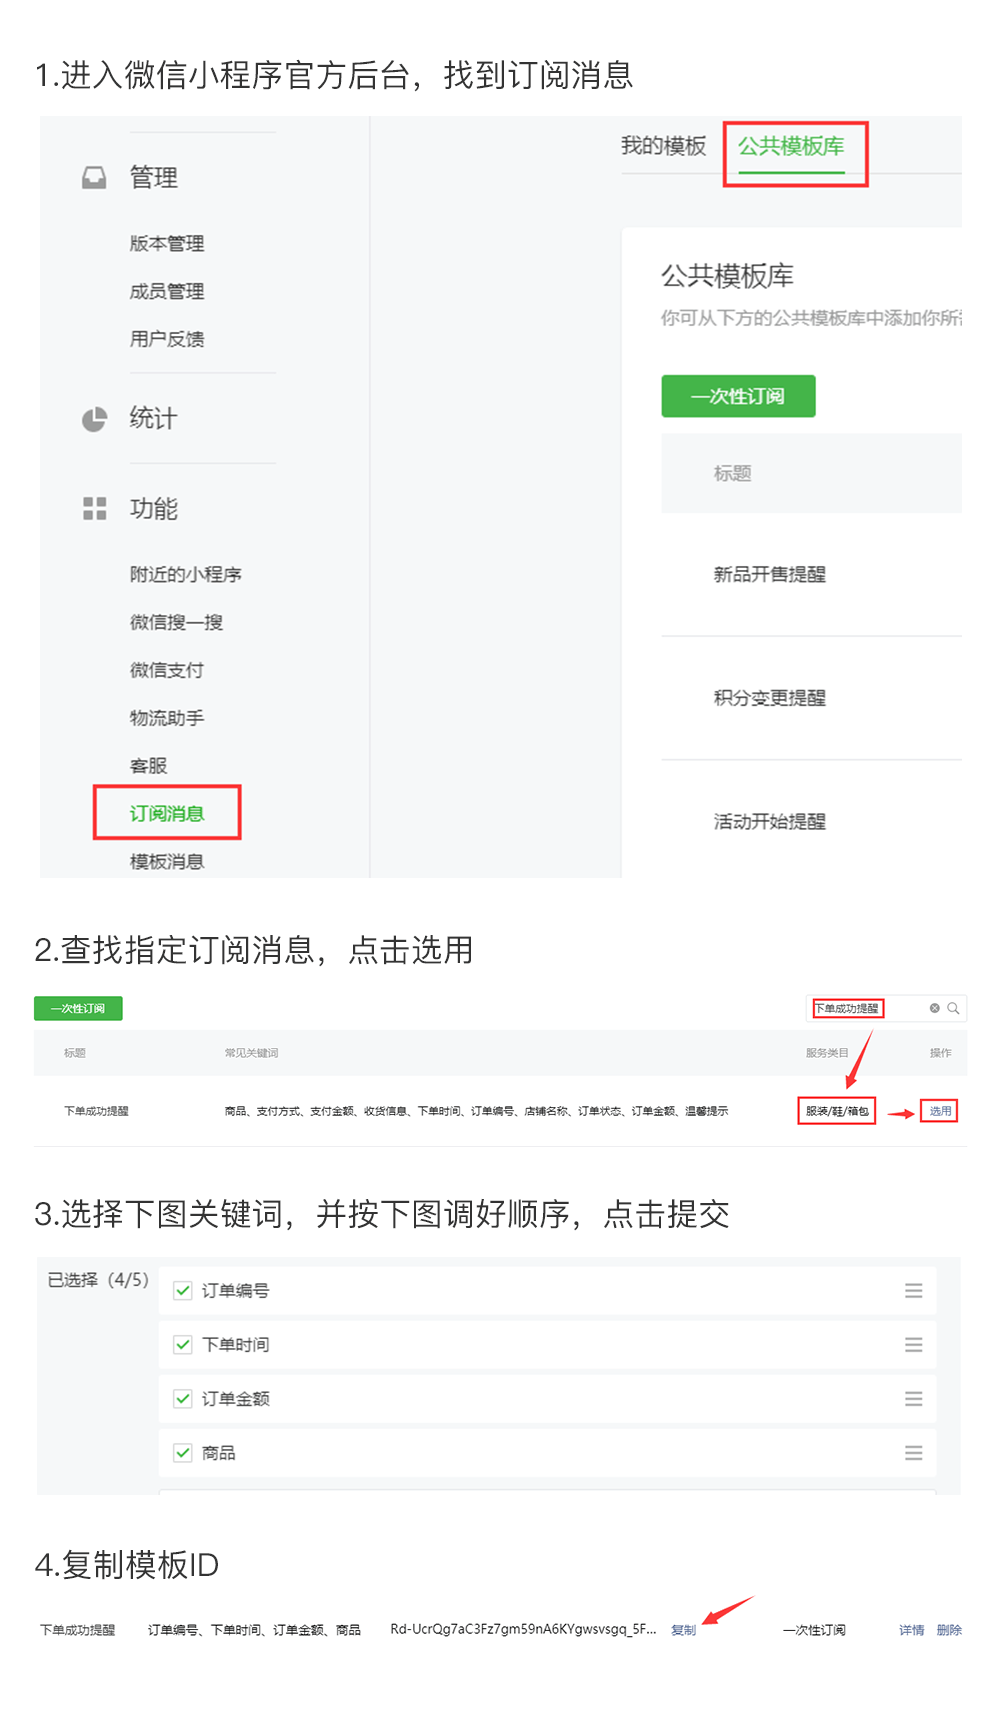 1.进入微信小程序官方后台，找到订阅消息
我的模板 公共模板库
管理
版本管理
成员管理
用户反馈
统计
功能
附近的小程序
微信搜一搜
微信支付
物流助手
客服
订阅消息
模板消息
公共模板库
你可从下方的公共模板库中添加你所
一次性订阅
标题
新品开售提醒
积分变更提醒
活动开始提醒
2.查找指定订阅消息，点击选用
一次性订阅 下单成功提醒
标题 常见关键词 服务类目 操作
下单成功提醒 商品、支付方式、支付金额、收货信息、下单时间、订单编号、店铺名称、订单状态、订单金额、温馨提示 服装/鞋/箱包 选用
3.选择下图关键词，并按下图调好顺序，点击提交
已选择（4/5）
订单编号
下单时间
订单金额
商品
4.复制模板ID
下单成功提醒 订单编号、下单时间、订单金额、商品 Rd-UcrQg7aC3Fz7gm59nA6KYgwsvsgq_5F... 复制 一次性订阅 详情 删除